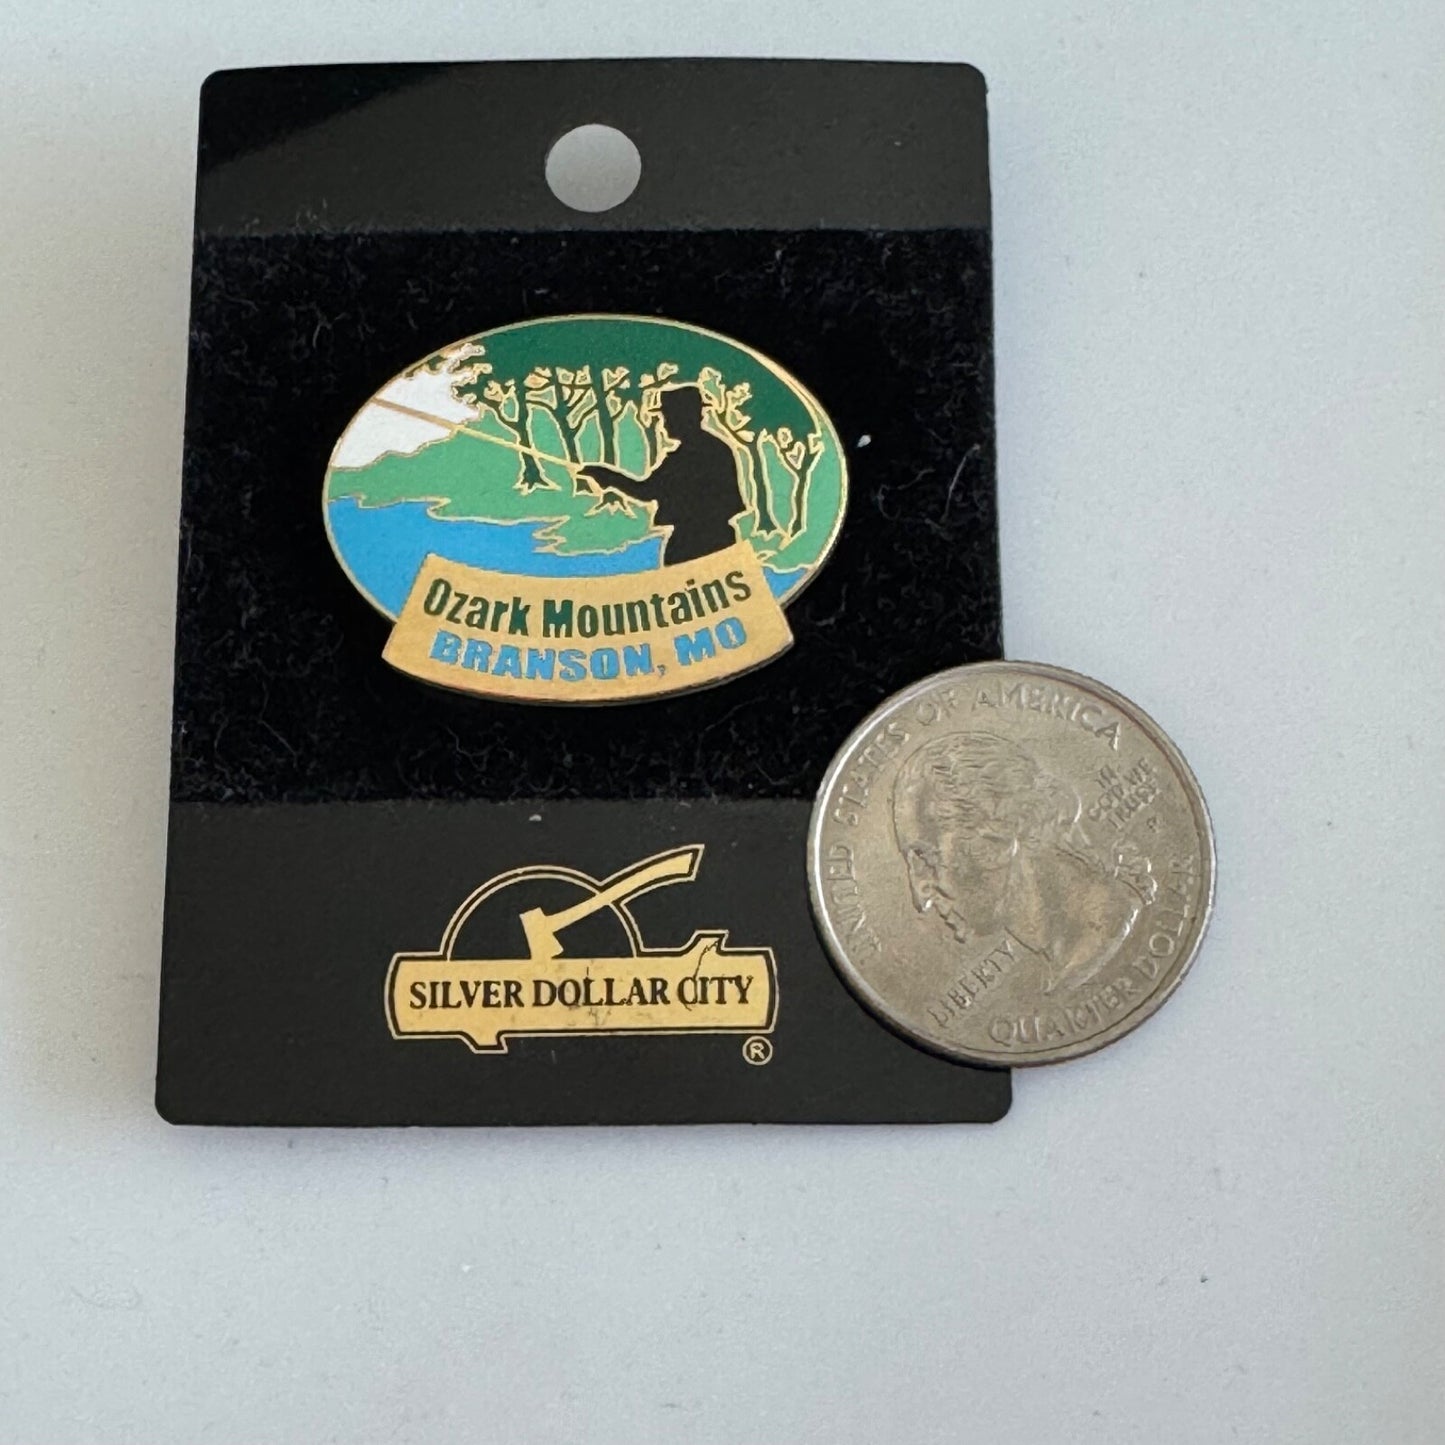 Ozark Mountains
BRANSON, MO
SILVER DOLLAR CITY
®
UNITED STATES OF AMERICA
IN
GOD WE
TRUST
P
LIBERTY
QUARTER DOLLAR